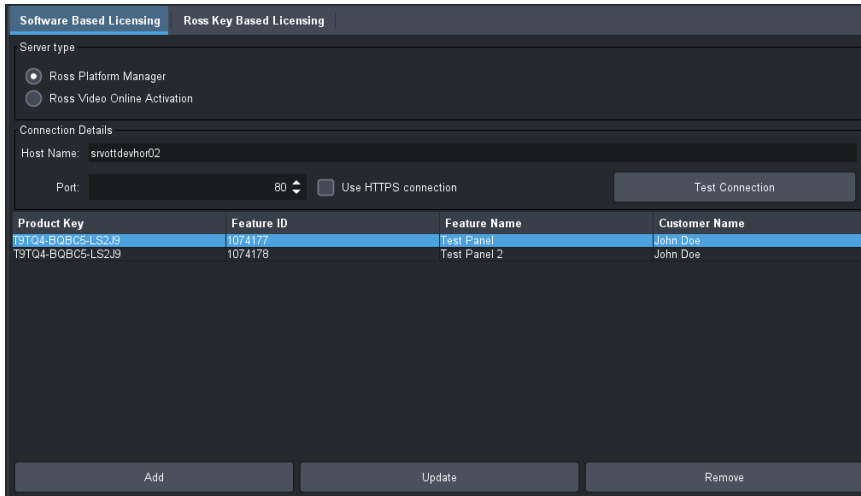 Software Based Licensing Ross Key Based Licensing
Server type
Ross Platform Manager
Ross Video Online Activation
Connection Details
Host Name: srvottdevhor02
Port: 80 Use HTTPS connection Test Connection
Product Key Feature ID Feature Name Customer Name
T9TQ4-BQBC5-LS2J9 1074177 Test Panel John Doe
T9TQ4-BQBC5-LS2J9 1074178 Test Panel 2 John Doe
Add Update Remove